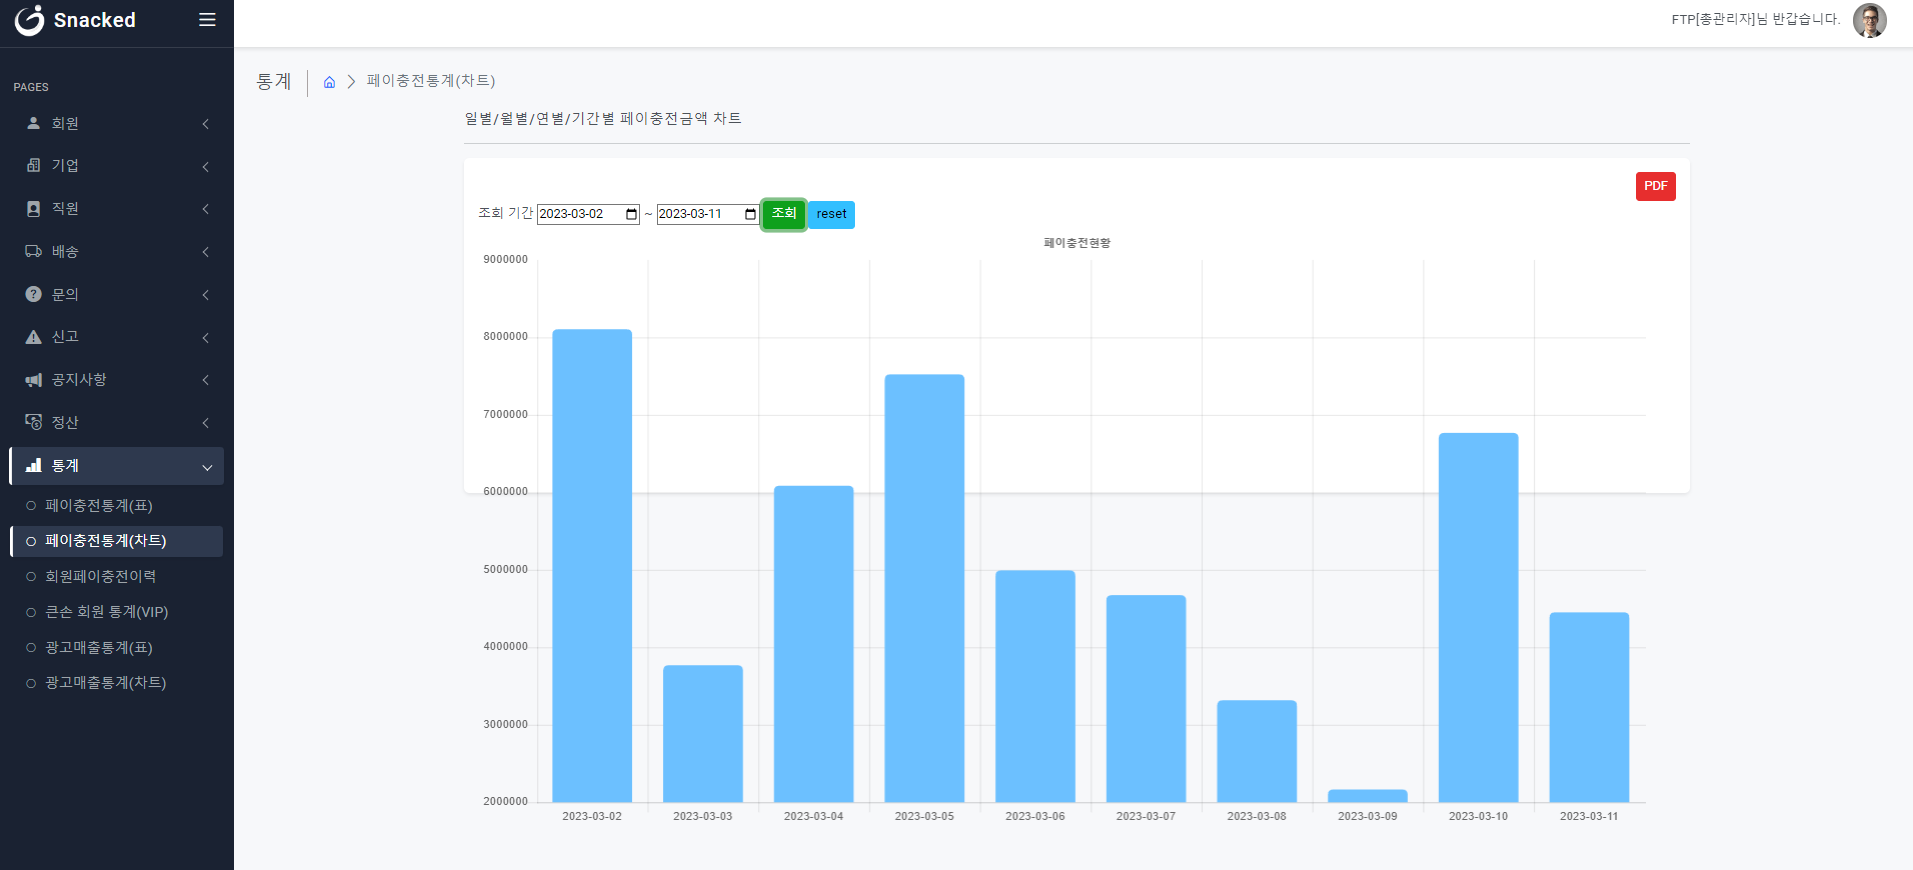 Snacked
FTP[총관리자]님 반갑습니다.
PAGES
회원
기업
직원
배송
문의
신고
공지사항
정산
통계
페이충전통계(표)
페이충전통계(차트)
회원페이충전이력
큰손 회원 통계(VIP)
광고매출통계(표)
광고매출통계(차트)
통계 페이충전통계(차트)
일별/월별/연별/기간별 페이충전금액 차트
PDF
조회 기간 2023-03-02 ~ 2023-03-11 조회 reset
페이충전현황
9000000
8000000
7000000
6000000
5000000
4000000
3000000
2000000
2023-03-02 2023-03-03 2023-03-04 2023-03-05 2023-03-06 2023-03-07 2023-03-08 2023-03-09 2023-03-10 2023-03-11